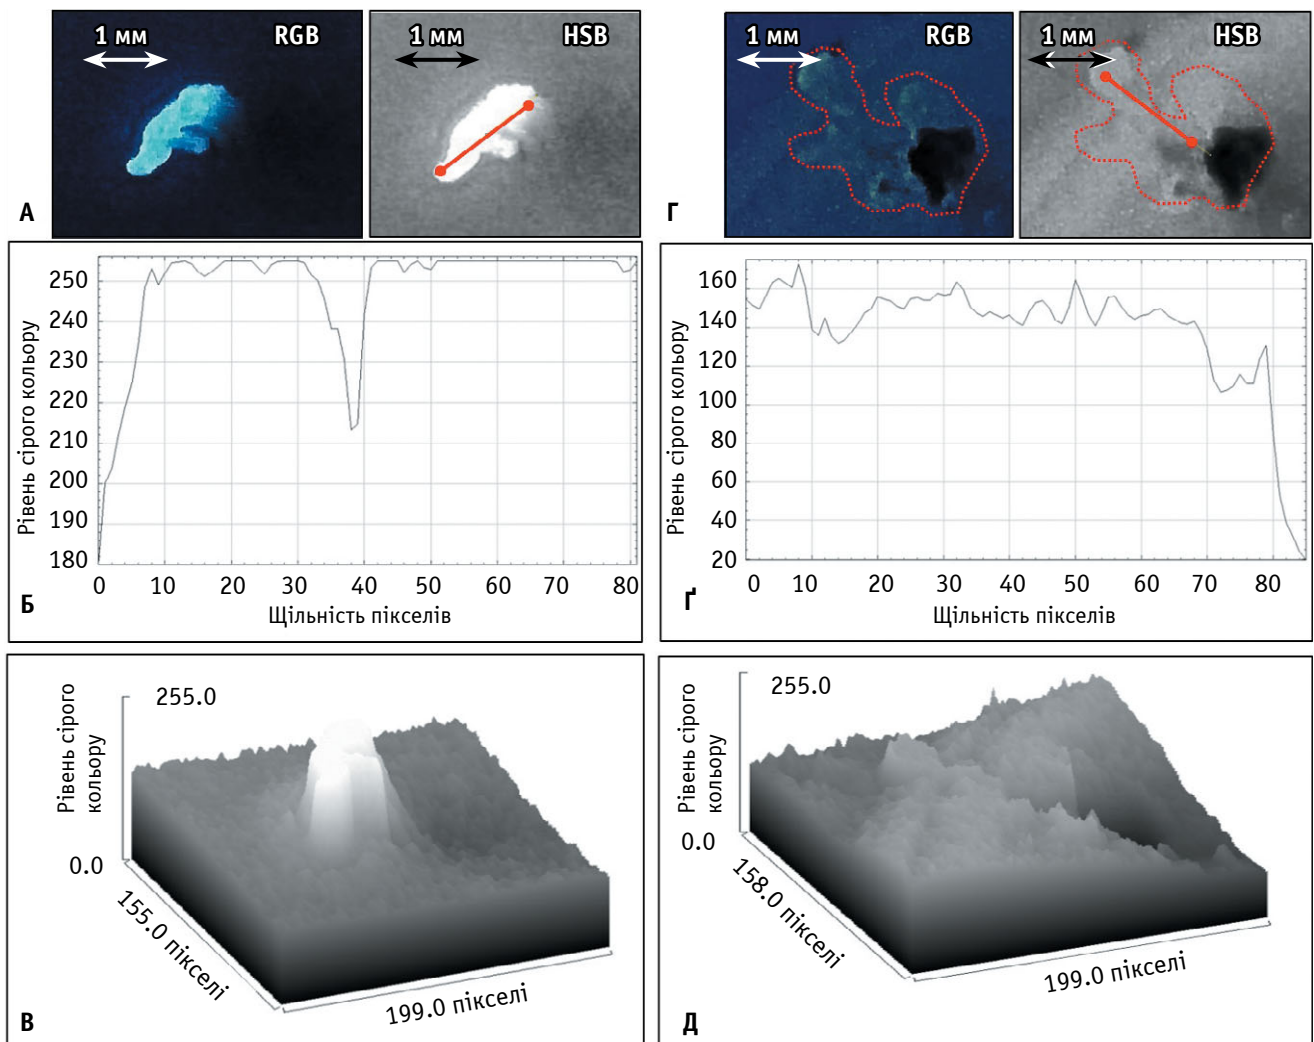 1 мм
RGB
1 мм
HSB
А
250
240
230
220
210
200
190
180
0
10
20
30
40
50
60
70
80
Рівень сірого кольору
Щільність пікселів
Б
255.0
0.0
Рівень сірого
кольору
155.0 пікселі
199.0 пікселі
В
1 мм
RGB
1 мм
HSB
Г
160
140
120
100
80
60
40
20
0
10
20
30
40
50
60
70
80
Рівень сірого кольору
Щільність пікселів
Ґ
255.0
0.0
Рівень сірого
кольору
158.0 пікселі
199.0 пікселі
Д